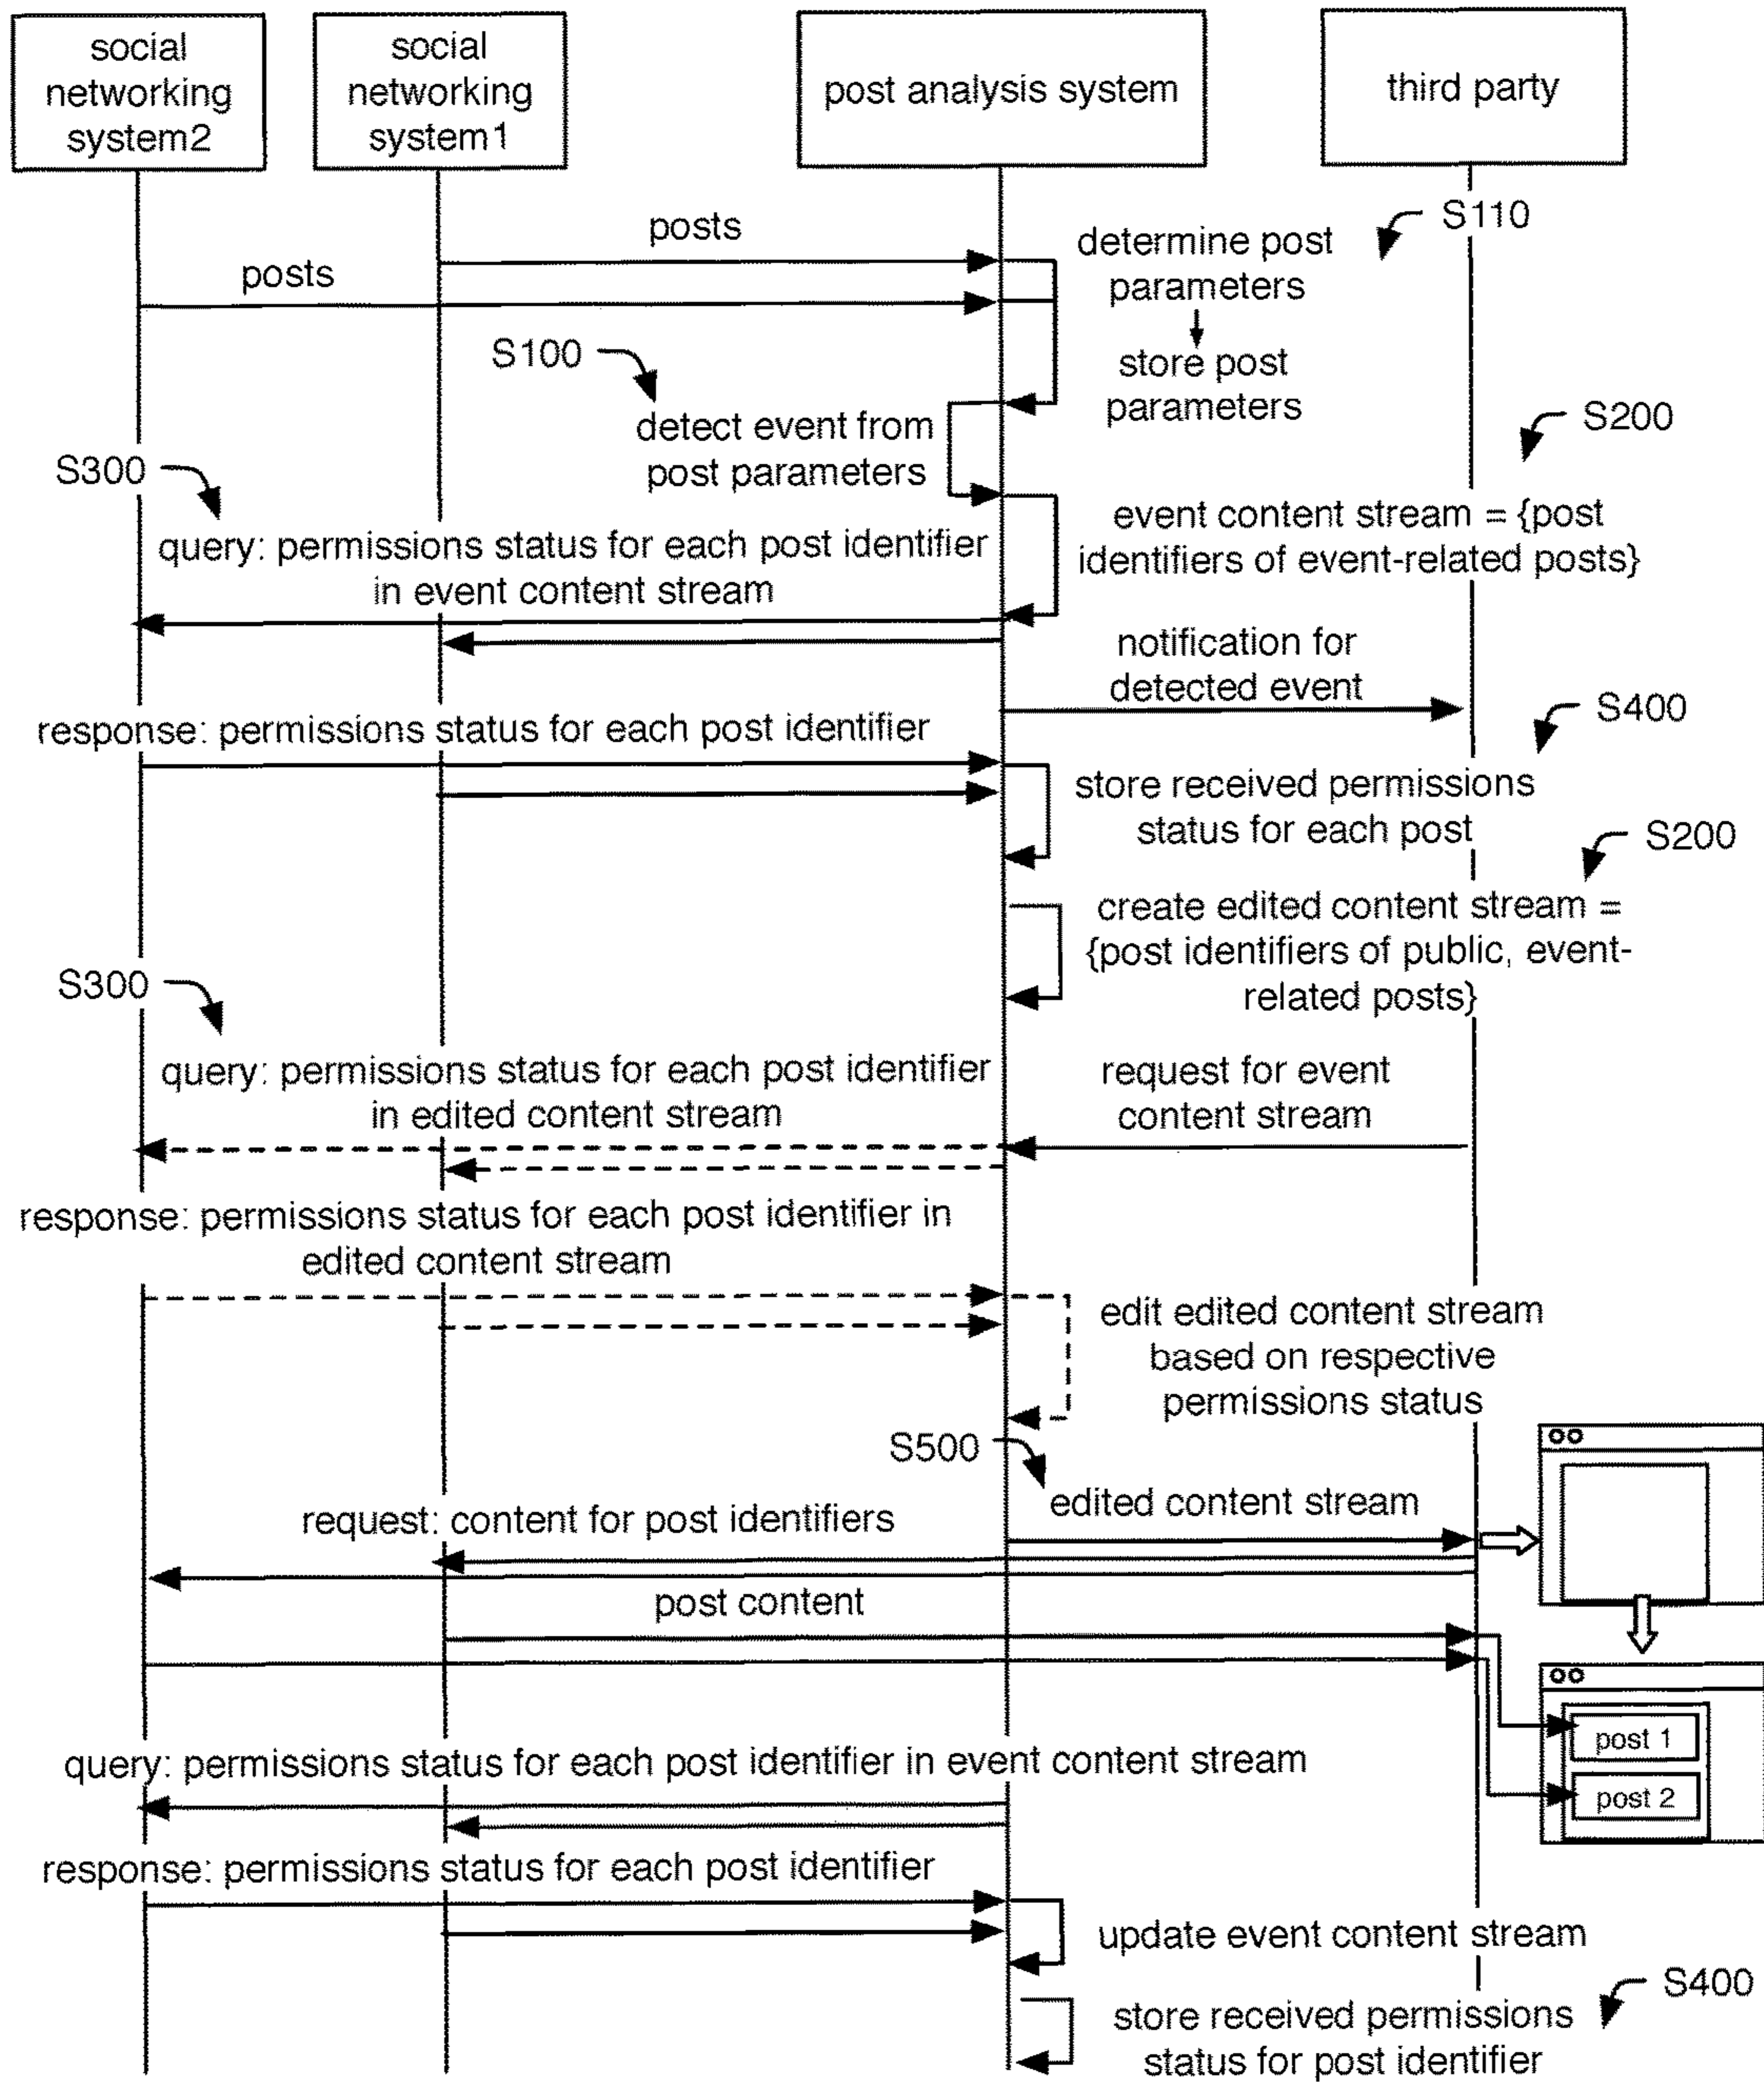 social
networking
system2
social
networking
system1
post analysis system
third party
posts
posts
determine post
parameters
S110
store post
parameters
S100
detect event from
post parameters
S200
event content stream = {post
identifiers of event-related posts}
S300
query: permissions status for each post identifier
in event content stream
notification for
detected event
response: permissions status for each post identifier
S400
store received permissions
status for each post
S200
create edited content stream =
{post identifiers of public, event-
related posts}
S300
query: permissions status for each post identifier
in edited content stream
request for event
content stream
response: permissions status for each post identifier in
edited content stream
edit edited content stream
based on respective
permissions status
S500
edited content stream
request: content for post identifiers
post content
post 1
post 2
query: permissions status for each post identifier in event content stream
response: permissions status for each post identifier
update event content stream
S400
store received permissions
status for post identifier